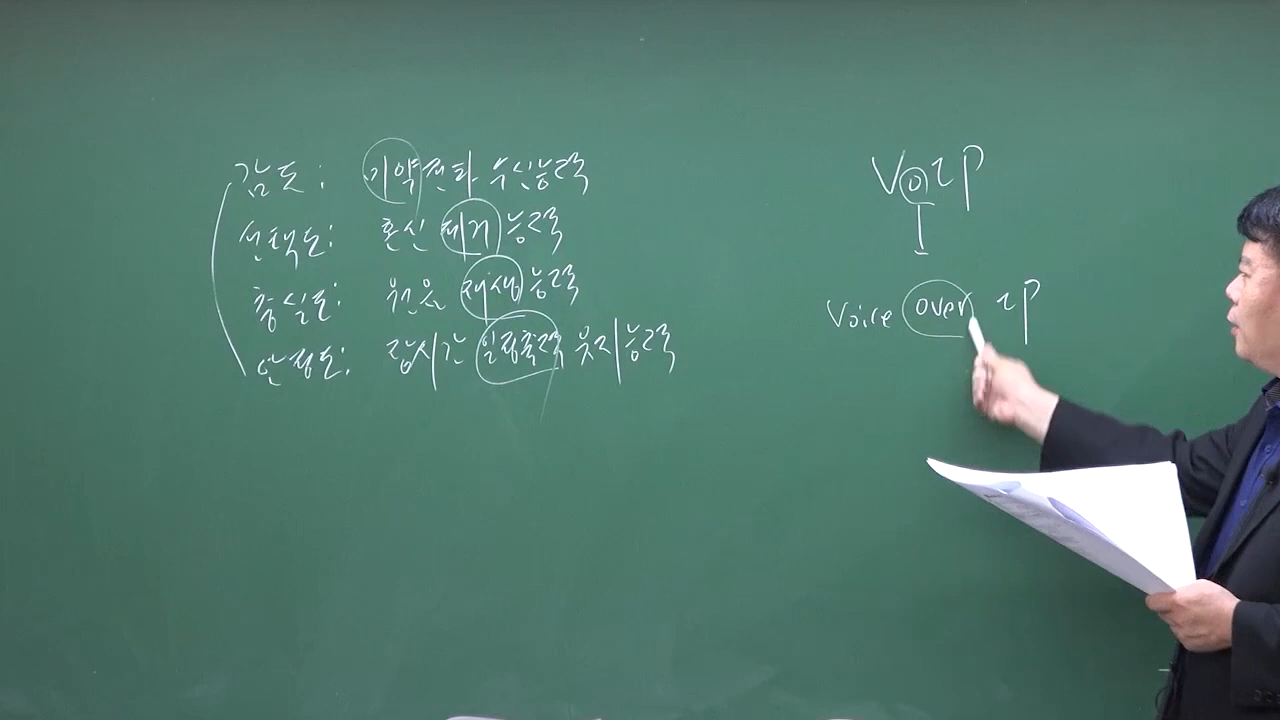 감도: 미약전파 수신능력
선택도: 혼신 제거 능력
충실도: 원음 재생 능력
안정도: 장시간 일정출력 유지능력
VoIP
Voice over IP